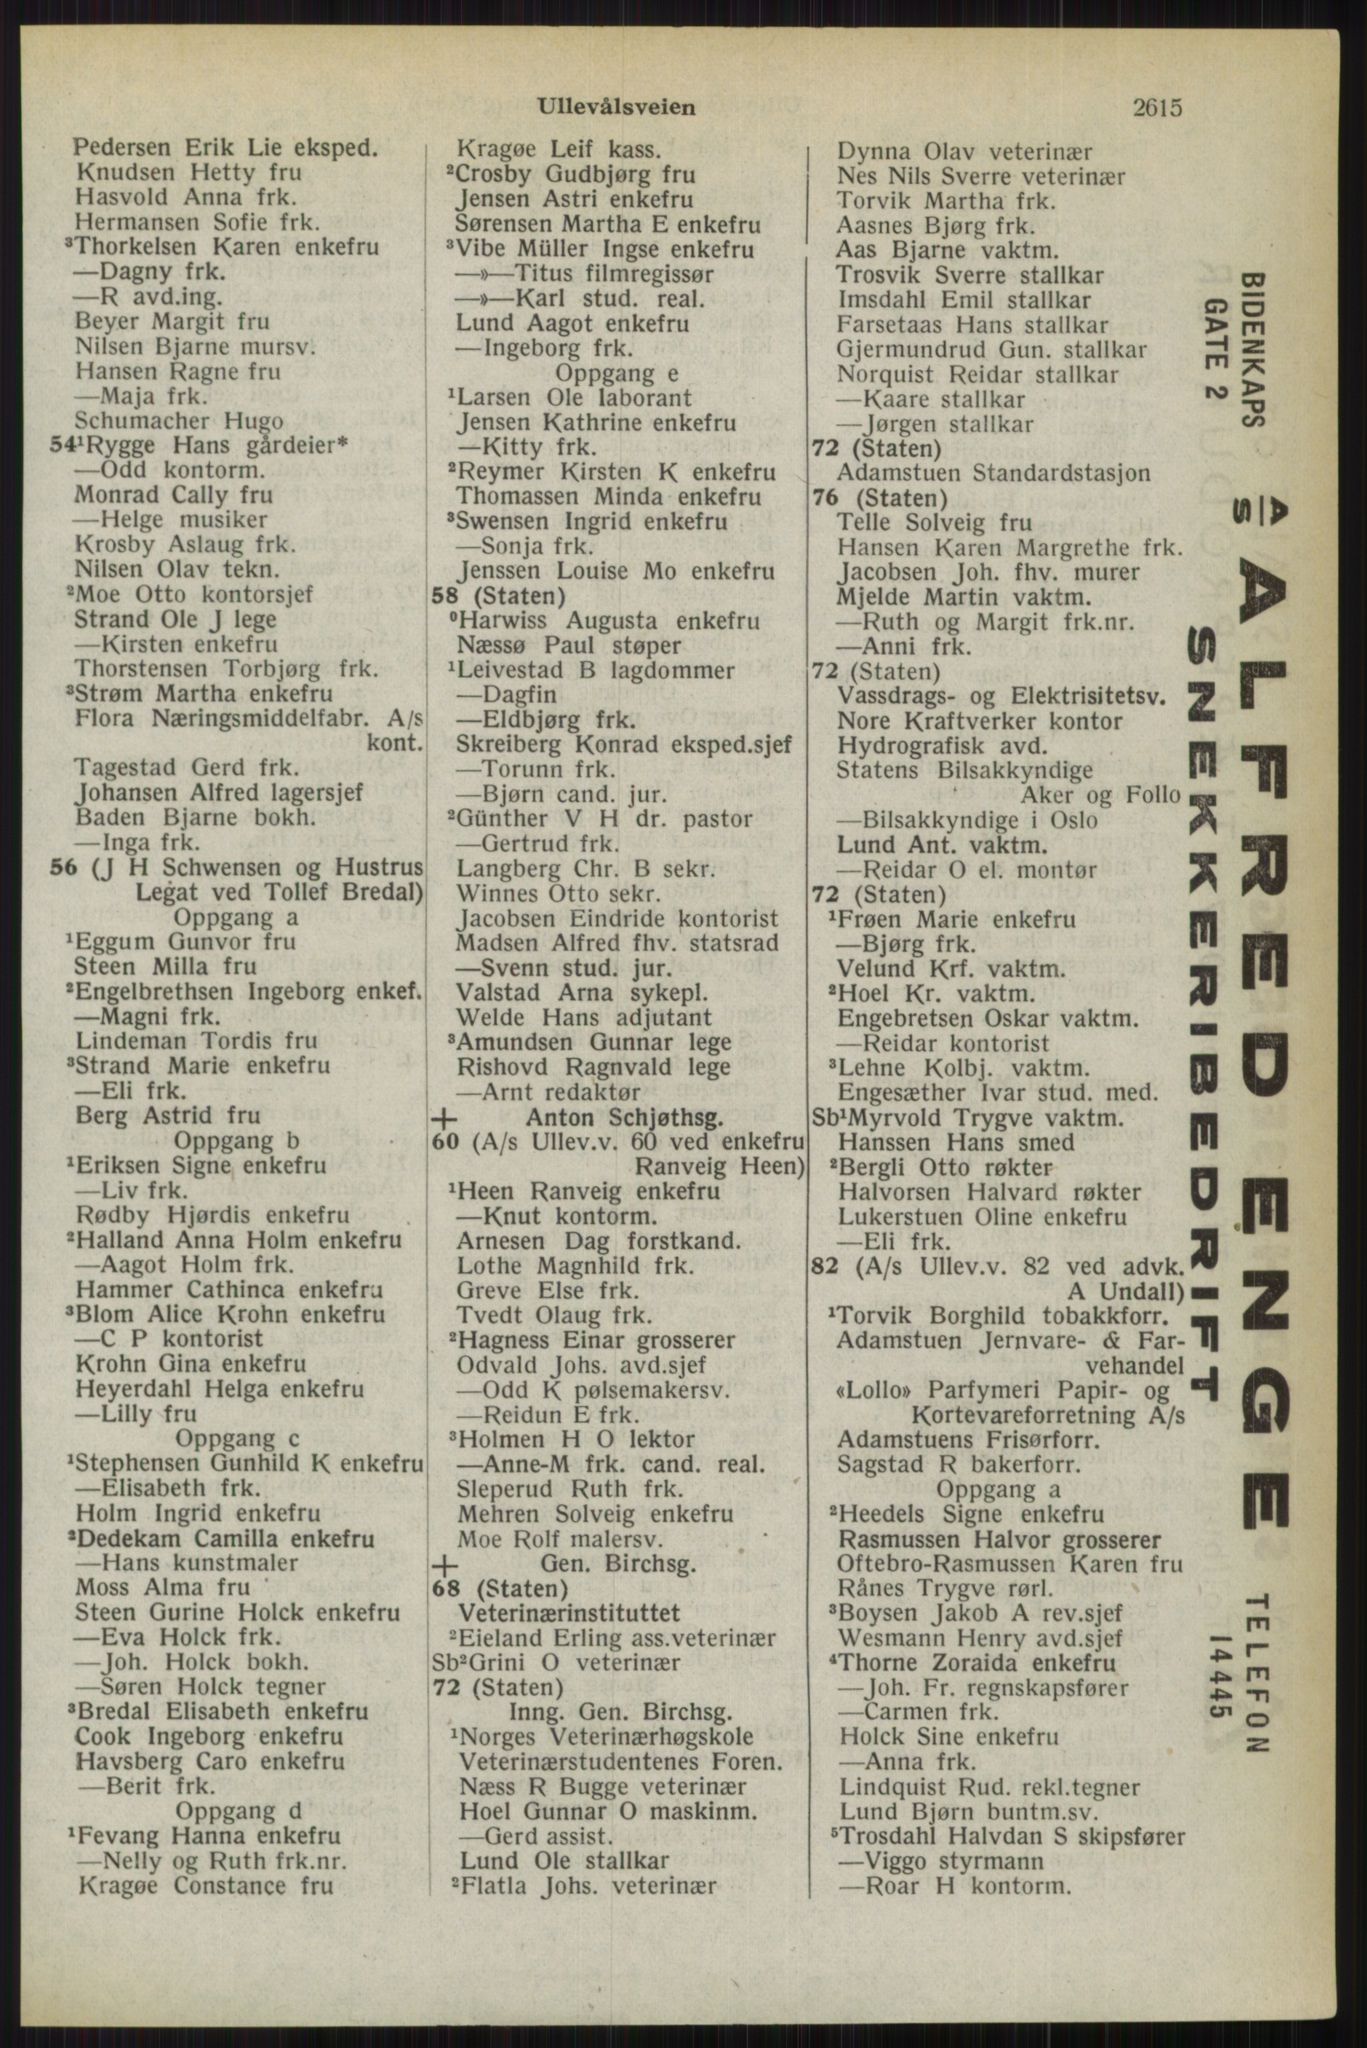 Ullevålsveien
2615
Pedersen Erik Lie eksped.
Knudsen Hetty fru
Hasvold Anna frk.
Hermansen Sofie frk.
³Thorkelsen Karen enkefru
—Dagny frk.
—R avd.ing.
Beyer Margit fru
Nilsen Bjarne mursv.
Hansen Ragne fru
—Maja frk.
Schumacher Hugo
54¹Rygge Hans gårdeier*
—Odd kontorm.
Monrad Cally fru
—Helge musiker
Krosby Aslaug frk.
Nilsen Olav tekn.
²Moe Otto kontorsjef
Strand Ole J lege
—Kirsten enkefru
Thorstensen Torbjørg frk.
³Strøm Martha enkefru
Flora Næringsmiddelfabr. A/s
kont.
Tagestad Gerd frk.
Johansen Alfred lagersjef
Baden Bjarne bokh.
—Inga frk.
56 (J H Schwensen og Hustrus
Legat ved Tollef Bredal)
Oppgang a
¹Eggum Gunvor fru
Steen Milla fru
²Engelbrethsen Ingeborg enkef.
—Magni frk.
Lindeman Tordis fru
³Strand Marie enkefru
—Eli frk.
Berg Astrid fru
Oppgang b
¹Eriksen Signe enkefru
—Liv frk.
Rødby Hjørdis enkefru
²Halland Anna Holm enkefru
—Aagot Holm frk.
Hammer Cathinca enkefru
³Blom Alice Krohn enkefru
—C P kontorist
Krohn Gina enkefru
Heyerdahl Helga enkefru
—Lilly fru
Oppgang c
¹Stephensen Gunhild K enkefru
—Elisabeth frk.
Holm Ingrid enkefru
²Dedekam Camilla enkefru
—Hans kunstmaler
Moss Alma fru
Steen Gurine Holck enkefru
—Eva Holck frk.
—Joh. Holck bokh.
—Søren Holck tegner
³Bredal Elisabeth enkefru
Cook Ingeborg enkefru
Havsberg Caro enkefru
—Berit frk.
Oppgang d
¹Fevang Hanna enkefru
—Nelly og Ruth frk.nr.
Kragøe Constance fru
Kragøe Leif kass.
²Crosby Gudbjørg fru
Jensen Astri enkefru
Sørensen Martha E enkefru
³Vibe Müller Ingse enkefru
—»—Titus filmregissør
—»—Karl stud. real.
Lund Aagot enkefru
—Ingeborg frk.
Oppgang e
¹Larsen Ole laborant
Jensen Kathrine enkefru
—Kitty frk.
²Reymer Kirsten K enkefru
Thomassen Minda enkefru
³Swensen Ingrid enkefru
—Sonja frk.
Jenssen Louise Mo enkefru
58 (Staten)
⁰Harwiss Augusta enkefru
Næssø Paul støper
¹Leivestad B lagdommer
—Dagfin
—Eldbjørg frk.
Skreiberg Konrad eksped.sjef
—Torunn frk.
—Bjørn cand. jur.
²Günther V H dr. pastor
—Gertrud frk.
Langberg Chr. B sekr.
Winnes Otto sekr.
Jacobsen Eindride kontorist
Madsen Alfred fhv. statsrad
—Svenn stud. jur.
Valstad Arna sykepl.
Welde Hans adjutant
³Amundsen Gunnar lege
Rishovd Ragnvald lege
—Arnt redaktør
+ Anton Schjøthsg.
60 (A/s Ullev.v. 60 ved enkefru
Ranveig Heen)
¹Heen Ranveig enkefru
—Knut kontorm.
Arnesen Dag forstkand.
Lothe Magnhild frk.
Greve Else frk.
Tvedt Olaug frk.
²Hagness Einar grosserer
Odvald Johs. avd.sjef
—Odd K pølsemakersv.
—Reidun E frk.
³Holmen H O lektor
—Anne-M frk. cand. real.
Sleperud Ruth frk.
Mehren Solveig enkefru
Moe Rolf malersv.
+ Gen. Birchsg.
68 (Staten)
Veterinærinstituttet
²Eieland Erling ass.veterinær
Sb²Grini O veterinær
72 (Staten)
Inng. Gen. Birchsg.
¹Norges Veterinærhøgskole
Veterinærstudentenes Foren.
Næss R Bugge veterinær
Hoel Gunnar O maskinm.
—Gerd assist.
Lund Ole stallkar
²Flatla Johs. veterinær
Dynna Olav veterinær
Nes Nils Sverre veterinær
Torvik Martha frk.
Aasnes Bjørg frk.
Aas Bjarne vaktm.
Trosvik Sverre stallkar
Imsdahl Emil stallkar
Farsetaas Hans stallkar
Gjermundrud Gun. stallkar
Norquist Reidar stallkar
—Kaare stallkar
—Jørgen stallkar
72 (Staten)
Adamstuen Standardstasjon
76 (Staten)
Telle Solveig fru
Hansen Karen Margrethe frk.
Jacobsen Joh. fhv. murer
Mjelde Martin vaktm.
—Ruth og Margit frk.nr.
—Anni frk.
72 (Staten)
Vassdrags- og Elektrisitetsv.
Nore Kraftverker kontor
Hydrografisk avd.
Statens Bilsakkyndige
Aker og Follo
—Bilsakkyndige i Oslo
Lund Ant. vaktm.
—Reidar O el. montør
72 (Staten)
¹Frøen Marie enkefru
—Bjørg frk.
Velund Krf. vaktm.
²Hoel Kr. vaktm.
Engebretsen Oskar vaktm.
—Reidar kontorist
³Lehne Kolbj. vaktm.
Engesæther Ivar stud. med.
Sb¹Myrvold Trygve vaktm.
Hanssen Hans smed
²Bergli Otto røkter
Halvorsen Halvard røkter
Lukerstuen Oline enkefru
—Eli frk.
82 (A/s Ullev.v. 82 ved advk.
A Undall)
¹Torvik Borghild tobakkforr.
Adamstuen Jernvare- & Far-
vehandel
«Lollo» Parfymeri Papir- og
Kortevareforretning A/s
Adamstuens Frisørforr.
Sagstad R bakerforr.
Oppgang a
²Heedels Signe enkefru
Rasmussen Halvor grosserer
Oftebro-Rasmussen Karen fru
Rånes Trygve rørl.
³Boysen Jakob A rev.sjef
Wesmann Henry avd.sjef
⁴Thorne Zoraida enkefru
—Joh. Fr. regnskapsfører
—Carmen frk.
Holck Sine enkefru
—Anna frk.
Lindquist Rud. rekl.tegner
Lund Bjørn buntm.sv.
⁵Trosdahl Halvdan S skipsfører
—Viggo styrmann
—Roar H kontorm.
BIDENKAPS
GATE 2
A/S ALFRED ENGE
SNEKKERIBEDRIFT
TELEFON
14445